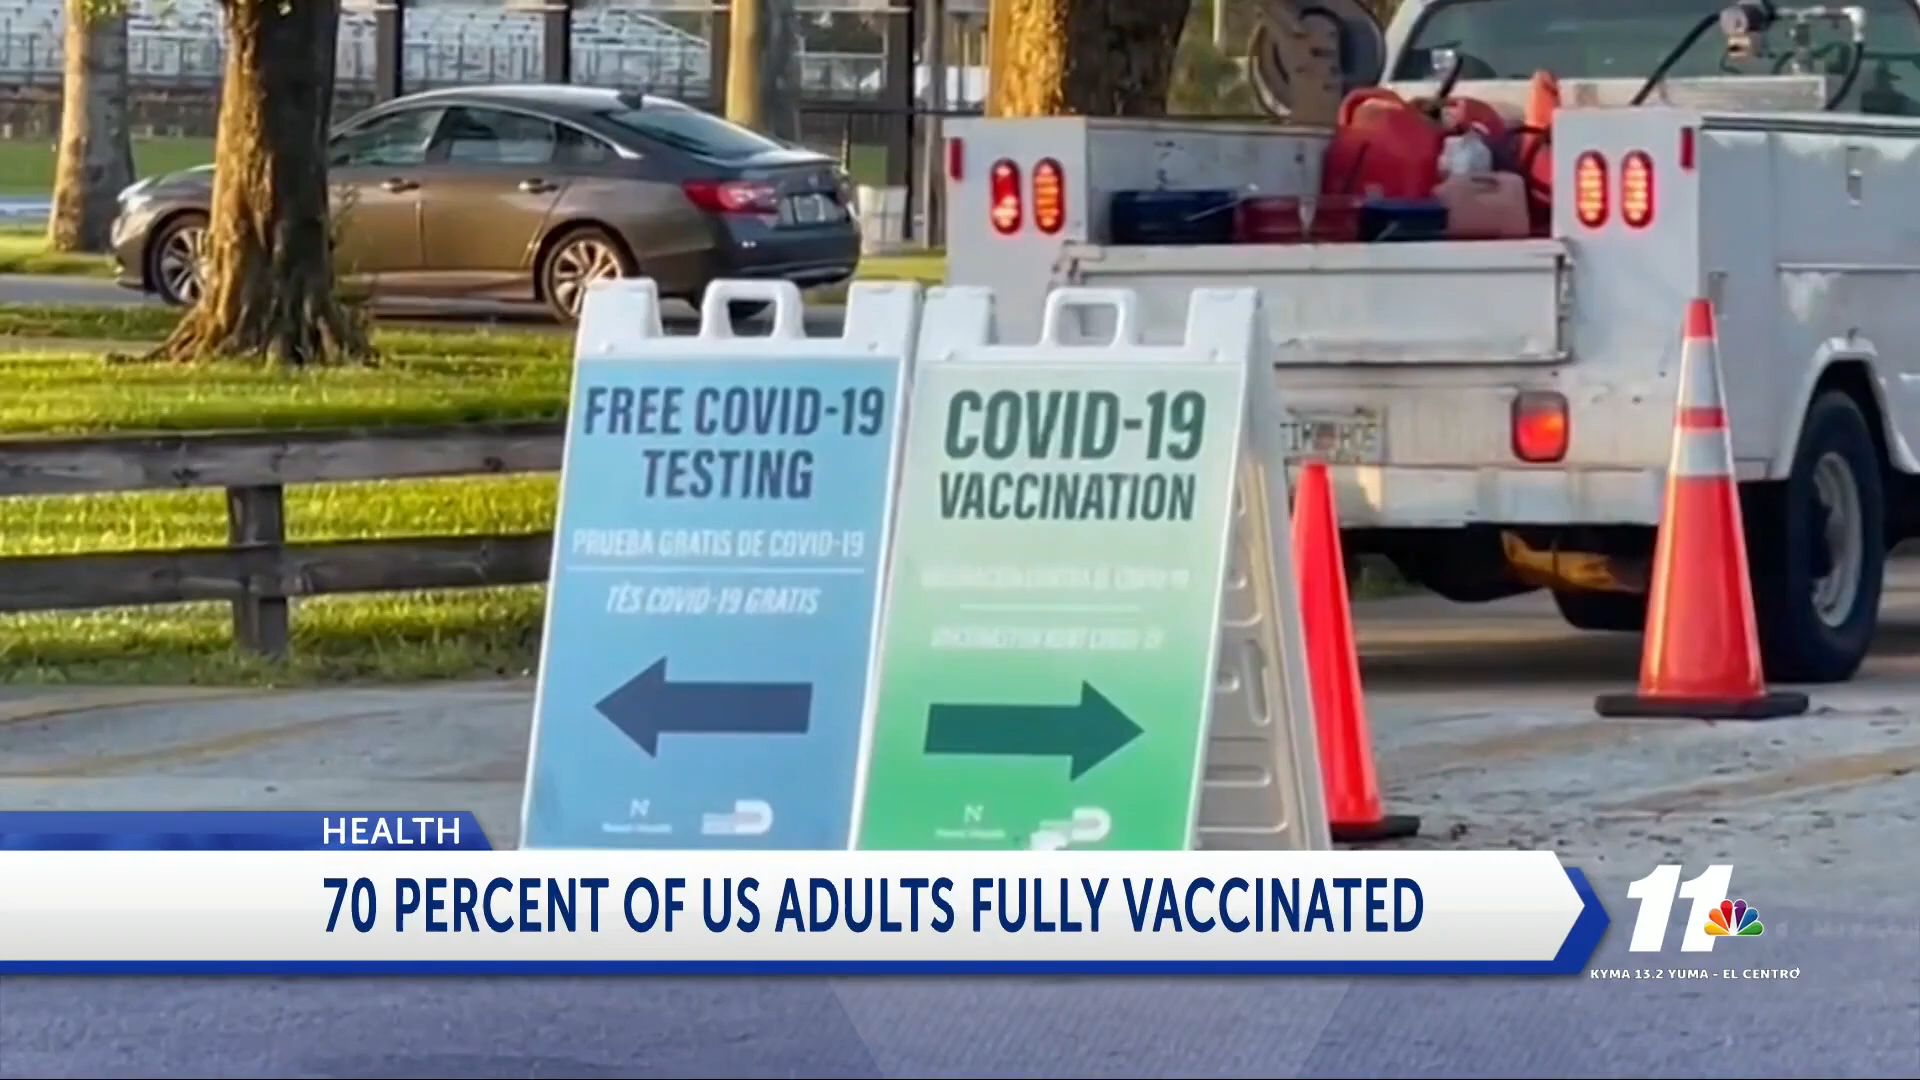 FREE COVID-19
TESTING
PRUEBA GRATIS DE COVID-19
TÈS COVID-19 GRATIS
COVID-19
VACCINATION
HEALTH
70 PERCENT OF US ADULTS FULLY VACCINATED
11
KYMA 13.2 YUMA - EL CENTRO